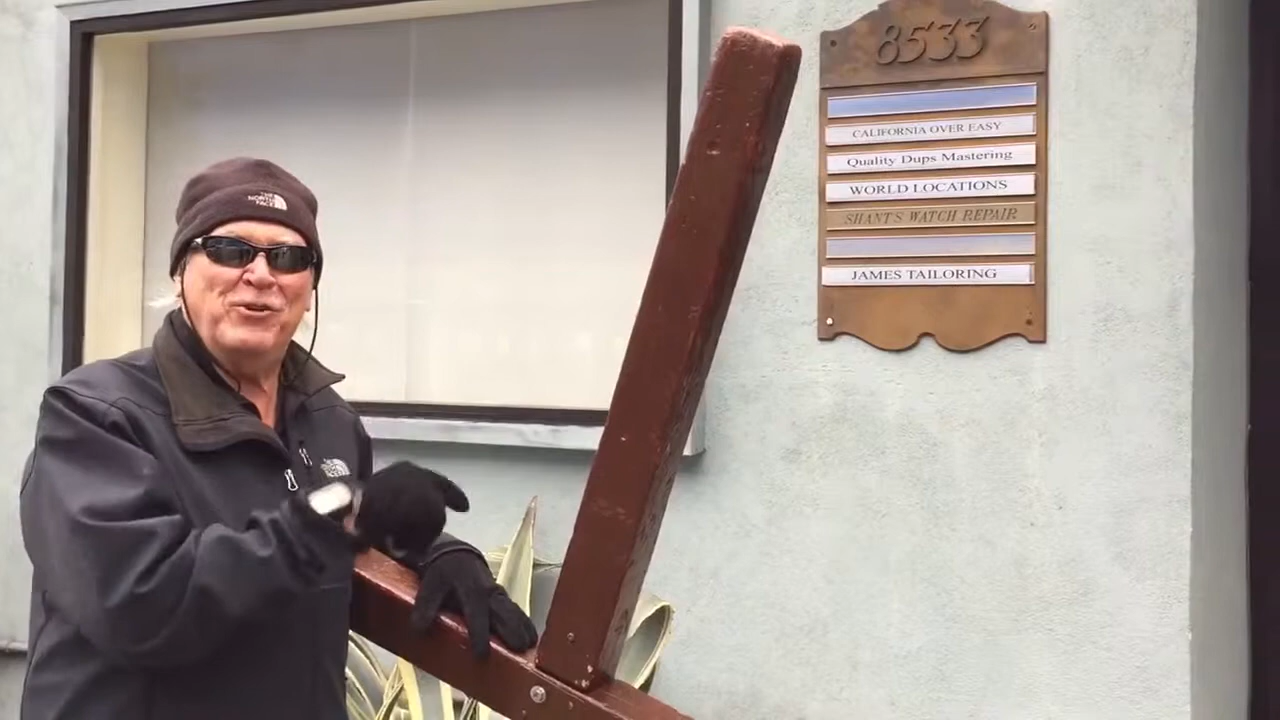 8533
CALIFORNIA OVER EASY
Quality Dups Mastering
WORLD LOCATIONS
SHANT'S WATCH REPAIR
JAMES TAILORING
THE
NORTH
FACE